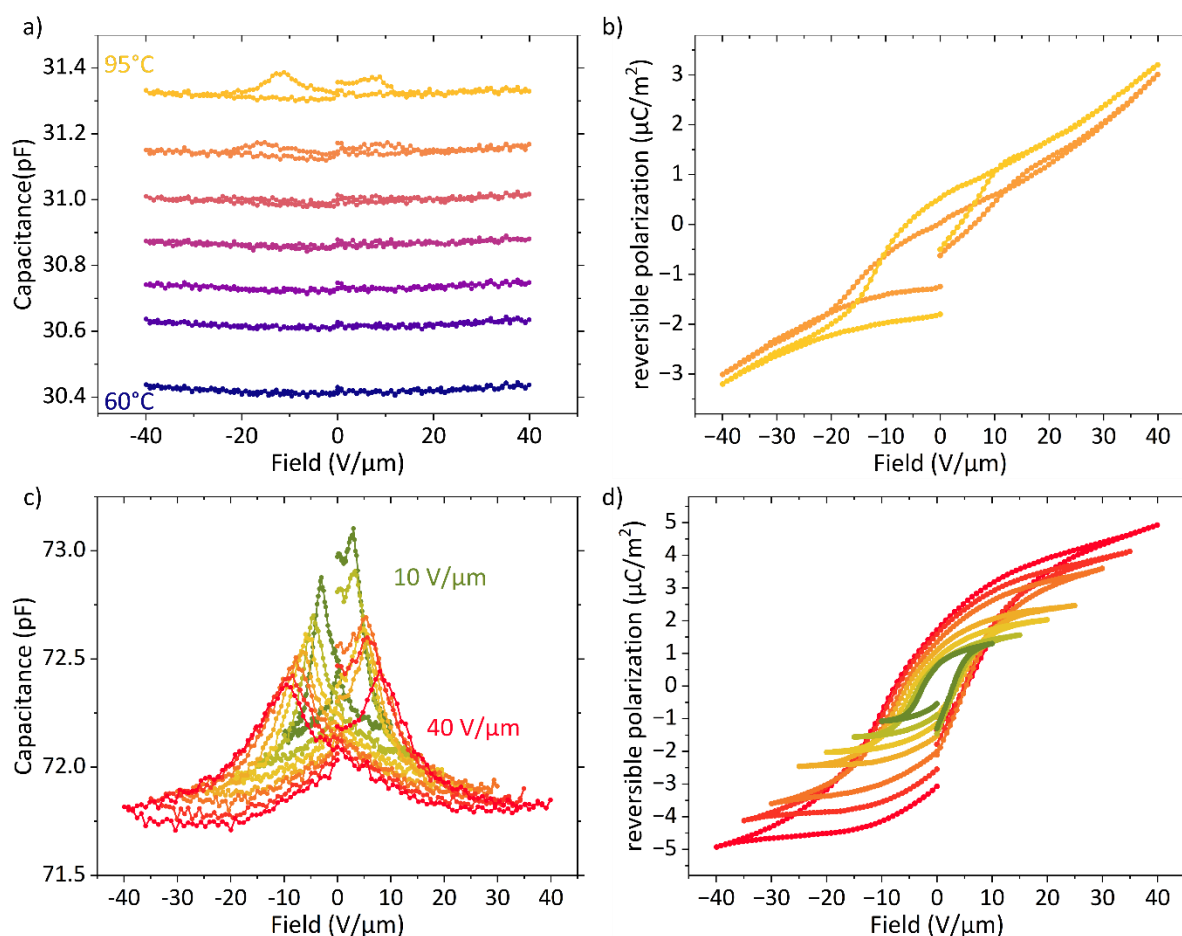 a)
95°C
60°C
31.4
31.2
31.0
30.8
30.6
30.4
Capacitance(pF)
-40 -20 0 20 40
Field (V/μm)
b)
3
2
1
0
−1
−2
−3
reversible polarization (μC/m²)
−40 −30 −20 −10 0 10 20 30 40
Field (V/μm)
c)
10 V/μm
40 V/μm
73.0
72.5
72.0
71.5
Capacitance (pF)
-40 -30 -20 -10 0 10 20 30 40
Field (V/μm)
d)
5
4
3
2
1
0
−1
−2
−3
−4
−5
reversible polarization (μC/m²)
−40 −30 −20 −10 0 10 20 30 40
Field (V/μm)